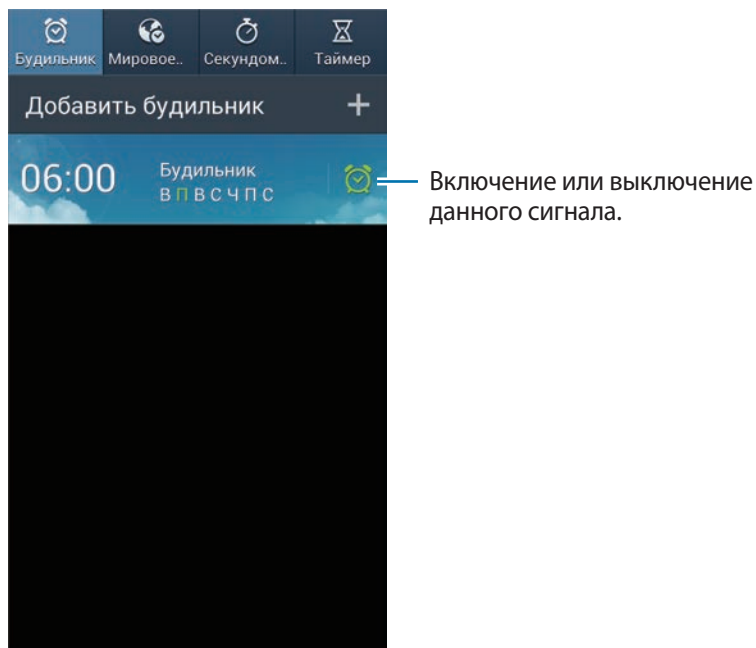 Будильник Мировое.. Секундом.. Таймер
Добавить будильник +
06:00 Будильник
В П В С Ч П С
Включение или выключение
данного сигнала.